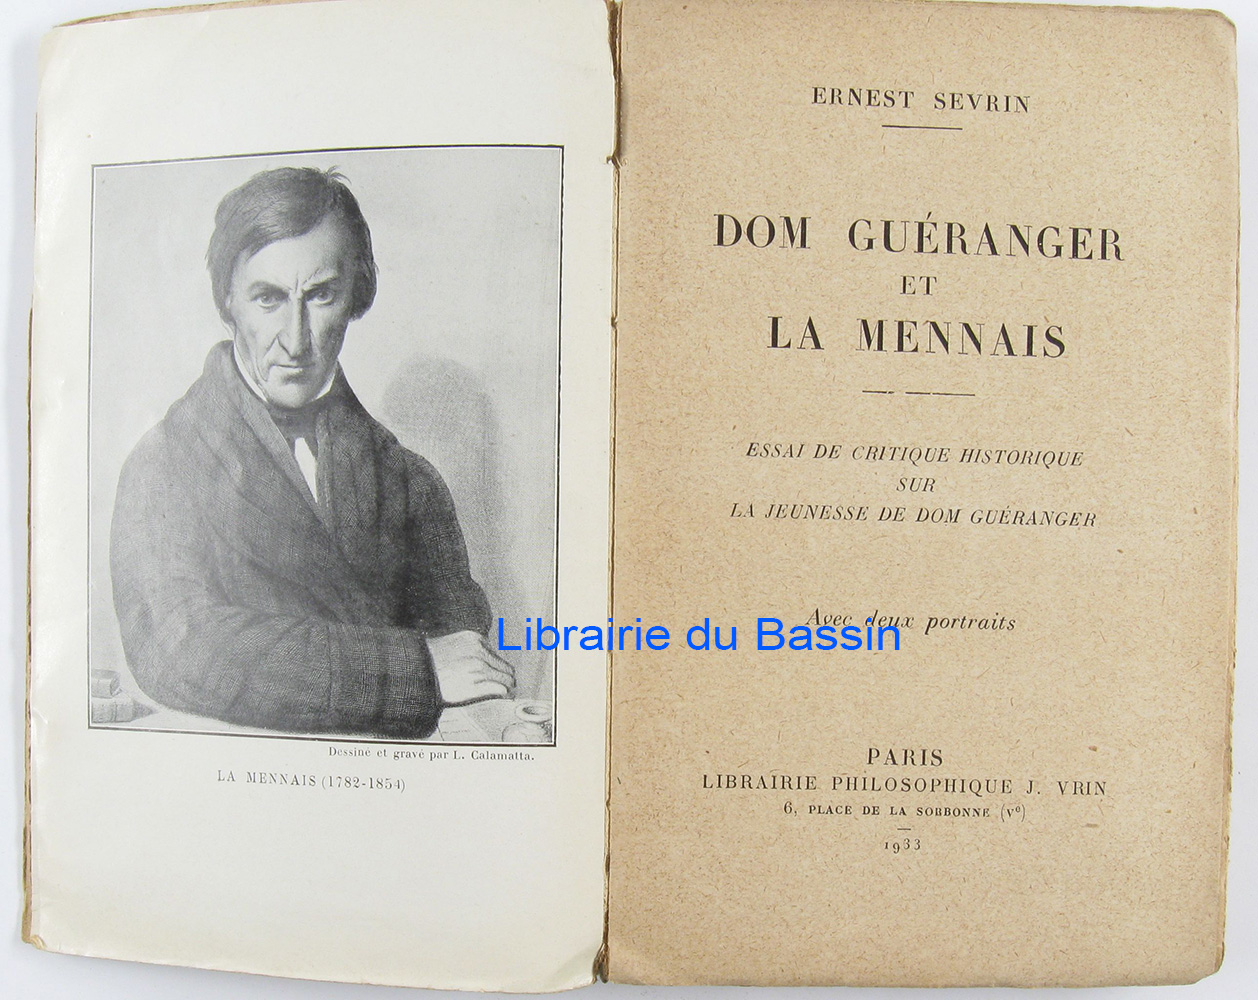 Dessiné et gravé par L. Calamatta.
LA MENNAIS (1782-1854)
ERNEST SEVRIN
DOM GUÉRANGER
ET
LA MENNAIS
ESSAI DE CRITIQUE HISTORIQUE
SUR
LA JEUNESSE DE DOM GUÉRANGER
Avec deux portraits
Librairie du Bassin
PARIS
LIBRAIRIE PHILOSOPHIQUE J. VRIN
6, PLACE DE LA SORBONNE (Vᵉ)
1933